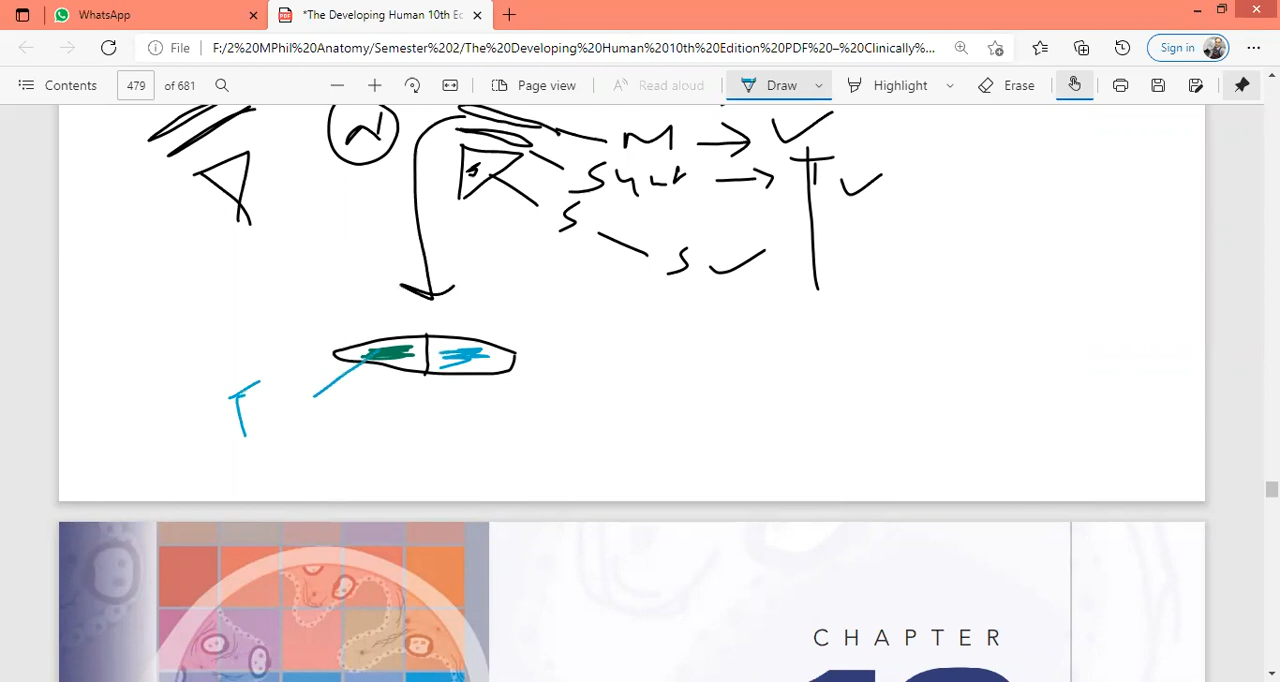 WhatsApp
*The Developing Human 10th Ec
File
F:/2%20MPhil%20Anatomy/Semester%202/The%20Developing%20Human%2010th%20Edition%20PDF%20–%20Clinically%...
Sign in
Contents
479
of 681
Page view
Read aloud
Draw
Highlight
Erase
N
M
S
S
S
T
CHAPTER